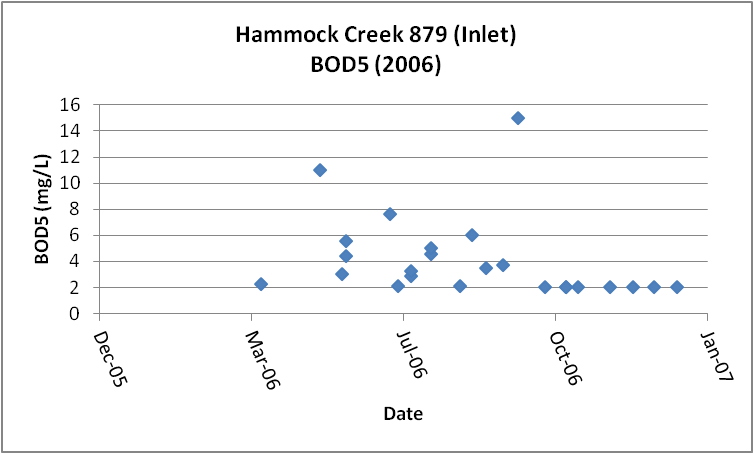 Hammock Creek 879 (Inlet)
BOD5 (2006)
BOD5 (mg/L)
16
14
12
10
8
6
4
2
0
Dec-05
Mar-06
Jul-06
Oct-06
Jan-07
Date